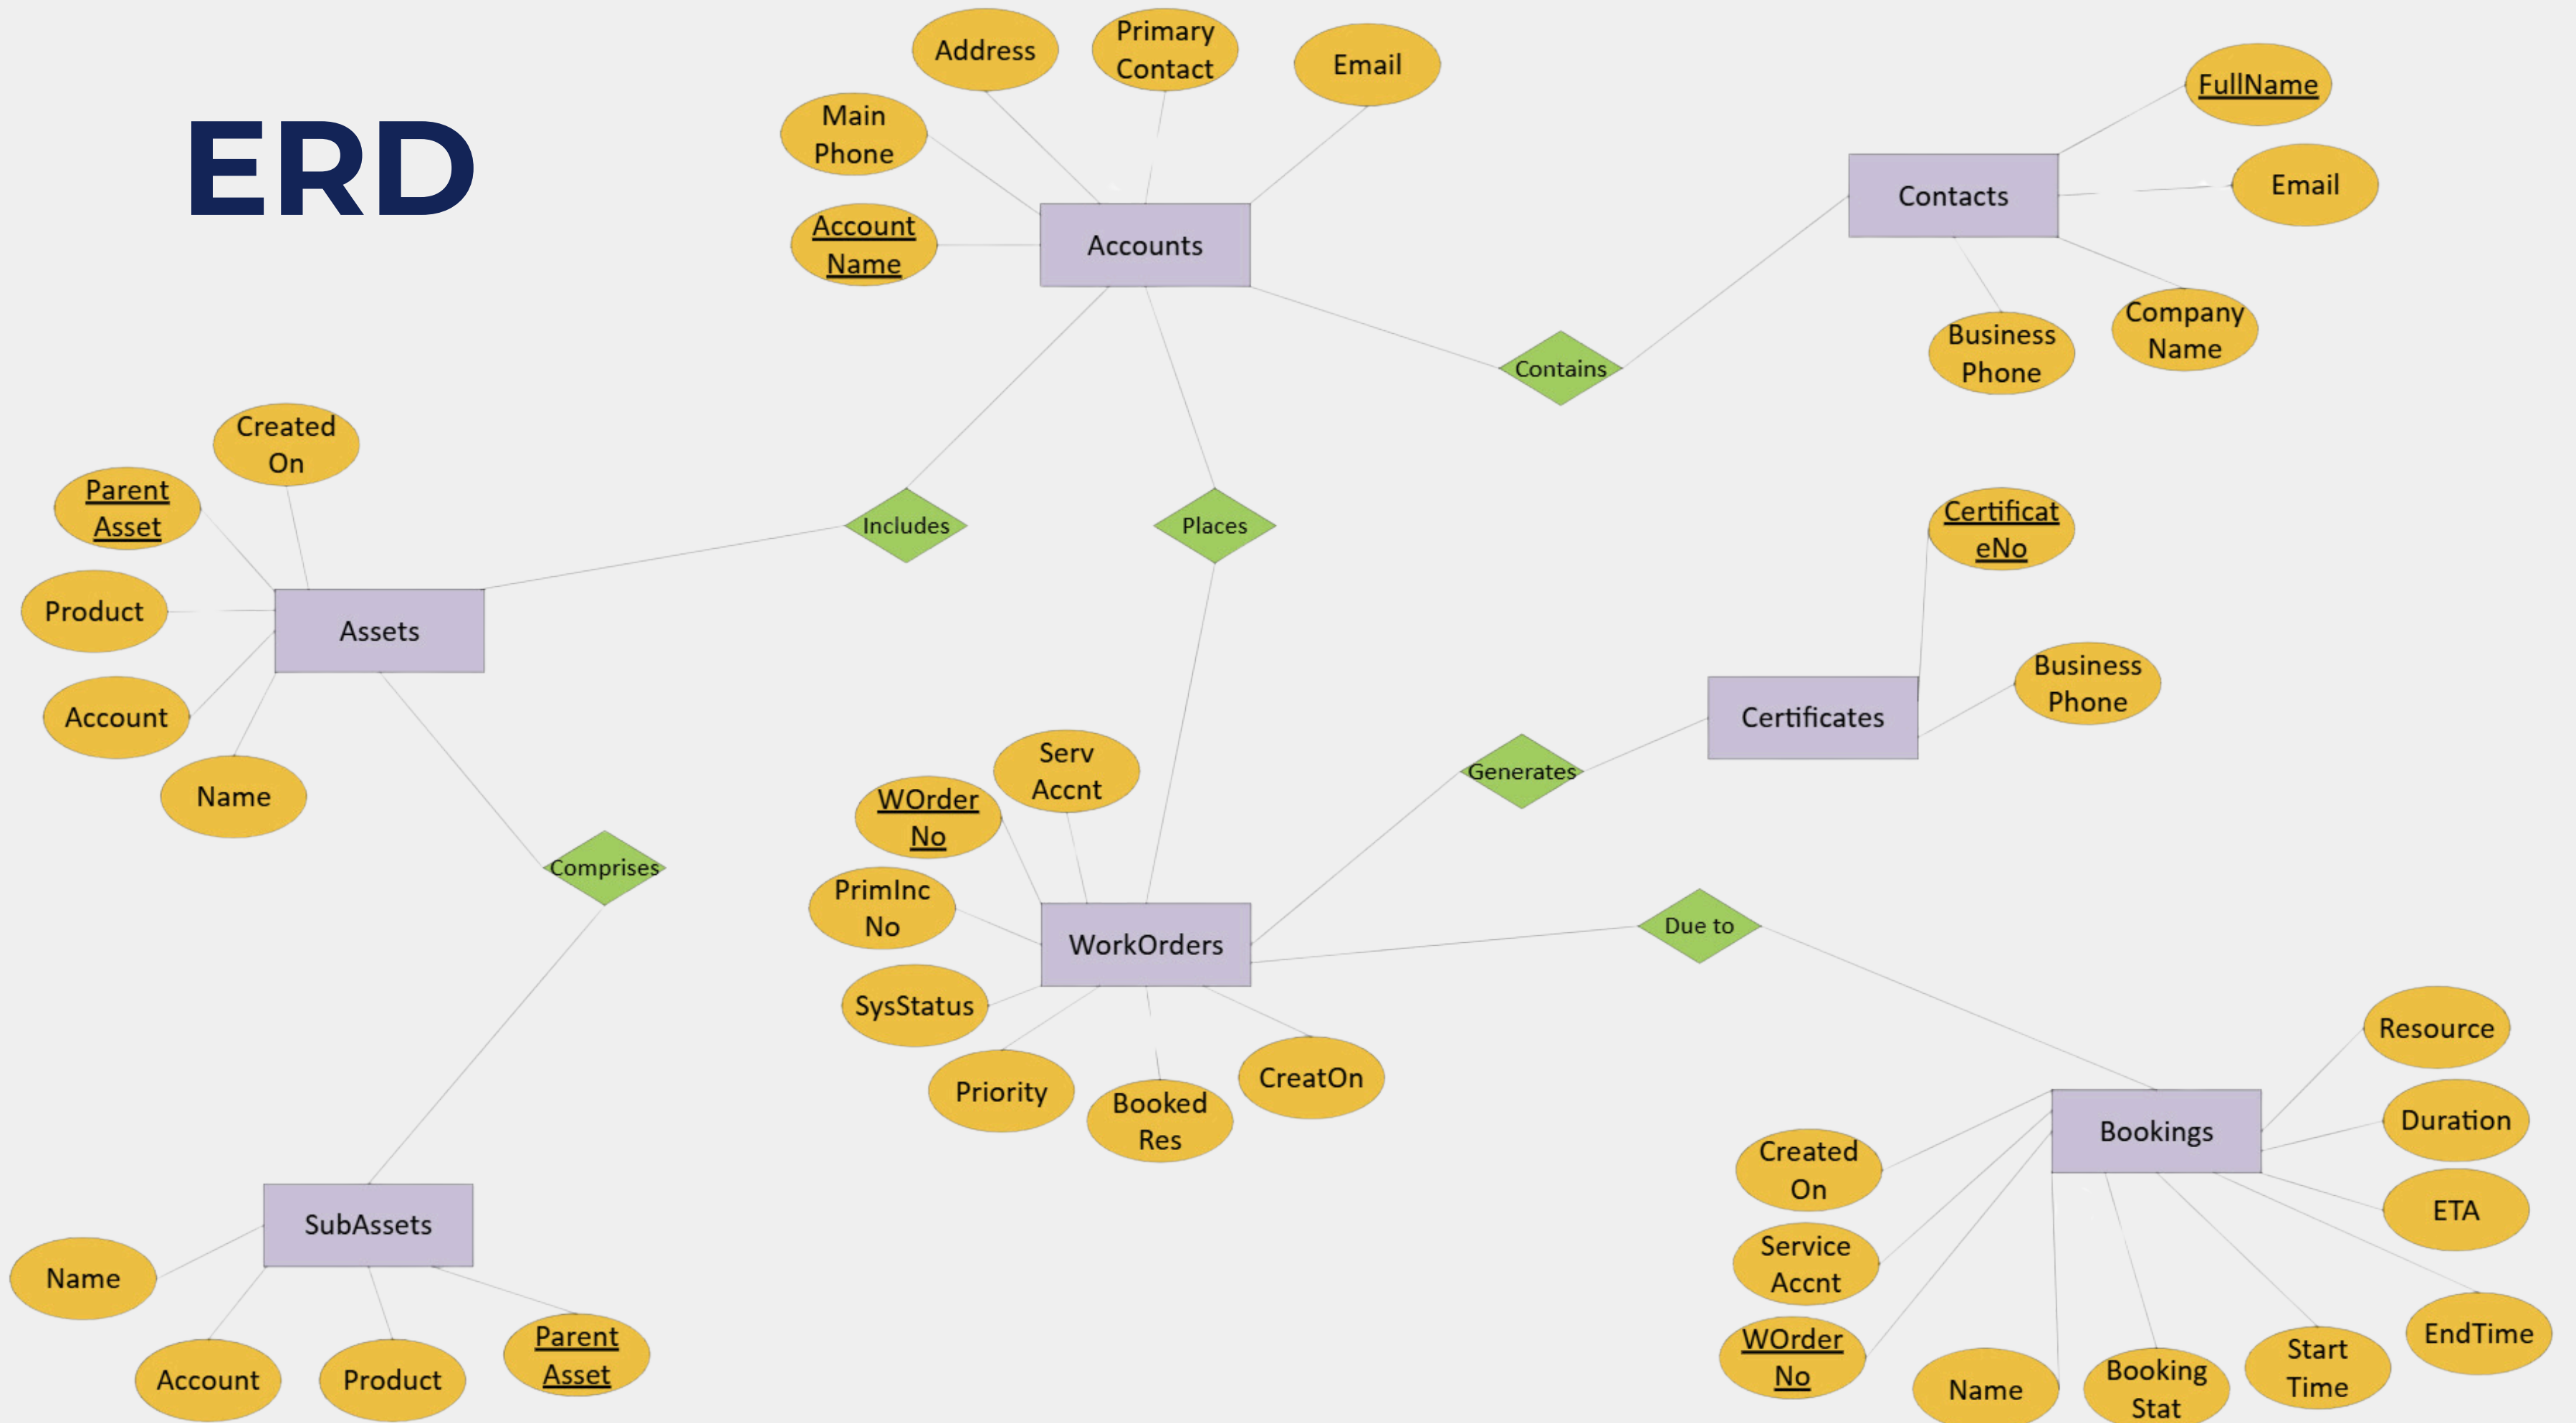 ERD
Address
Primary
Contact
Email
Main
Phone
Account
Name
Accounts
FullName
Email
Contacts
Company
Name
Business
Phone
Contains
Created
On
Parent
Asset
Product
Account
Name
Assets
Includes
Places
Certificat
eNo
Business
Phone
Certificates
Generates
Comprises
Serv
Accnt
WOrder
No
PrimInc
No
SysStatus
Priority
Booked
Res
CreatOn
WorkOrders
Due to
Resource
Duration
ETA
EndTime
Start
Time
Booking
Stat
Name
WOrder
No
Service
Accnt
Created
On
Bookings
SubAssets
Name
Account
Product
Parent
Asset